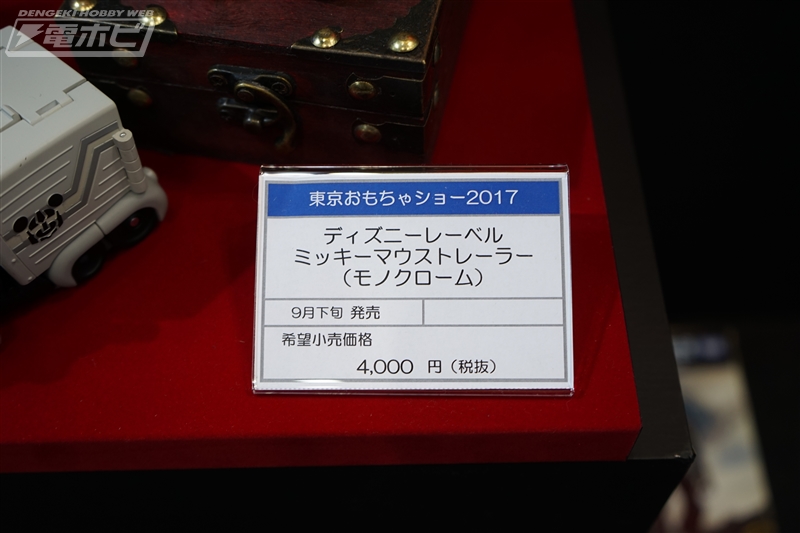 DENGEKI HOBBY WEB
電ホビ
東京おもちゃショー2017
ディズニーレーベル
ミッキーマウストレーラー
（モノクローム）
9月下旬 発売
希望小売価格
4,000 円（税抜）